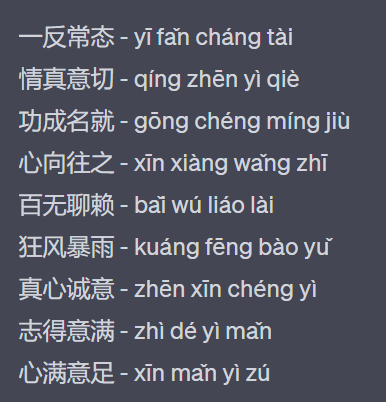 一反常态 - yī fǎn cháng tài
情真意切 - qíng zhēn yì qiè
功成名就 - gōng chéng míng jiù
心向往之 - xīn xiàng wǎng zhī
百无聊赖 - bǎi wú liáo lài
狂风暴雨 - kuáng fēng bào yǔ
真心诚意 - zhēn xīn chéng yì
志得意满 - zhì dé yì mǎn
心满意足 - xīn mǎn yì zú